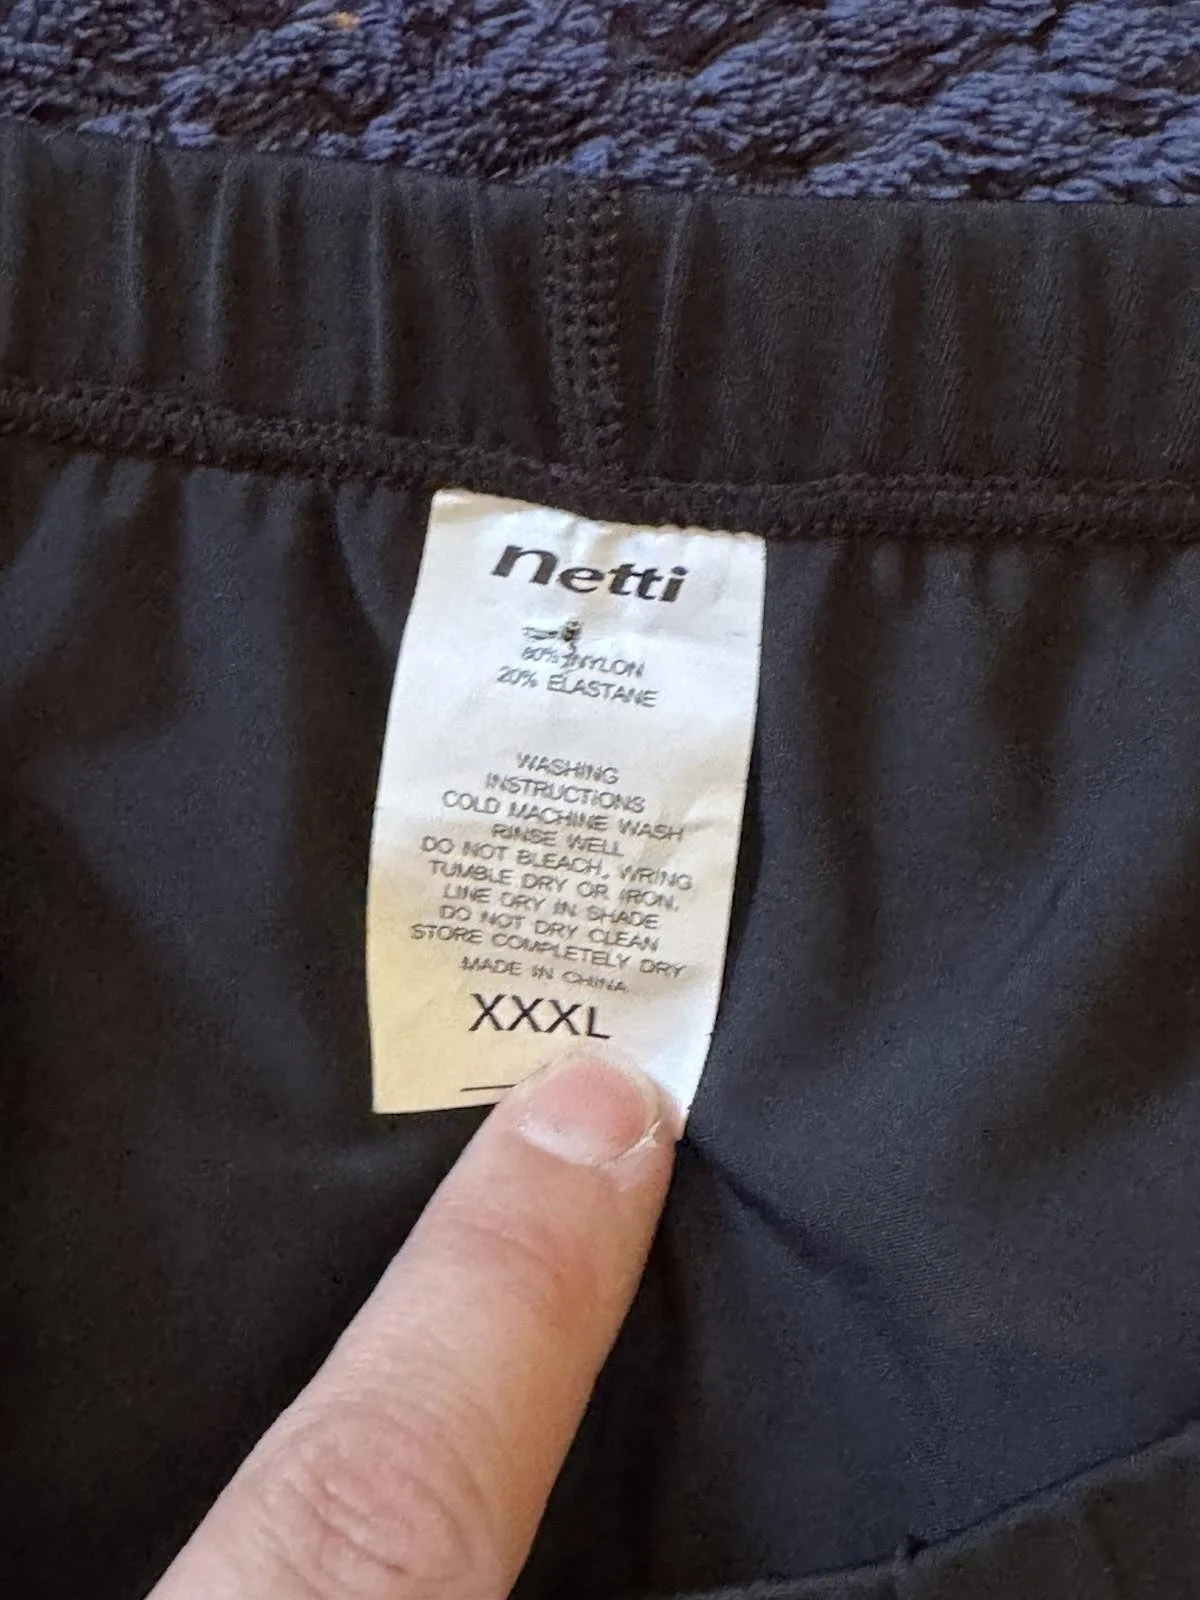 netti
80% NYLON
20% ELASTANE
WASHING
INSTRUCTIONS
COLD MACHINE WASH
RINSE WELL
DO NOT BLEACH, WRING
TUMBLE DRY OR IRON.
LINE DRY IN SHADE
DO NOT DRY CLEAN
STORE COMPLETELY DRY
MADE IN CHINA
XXXL